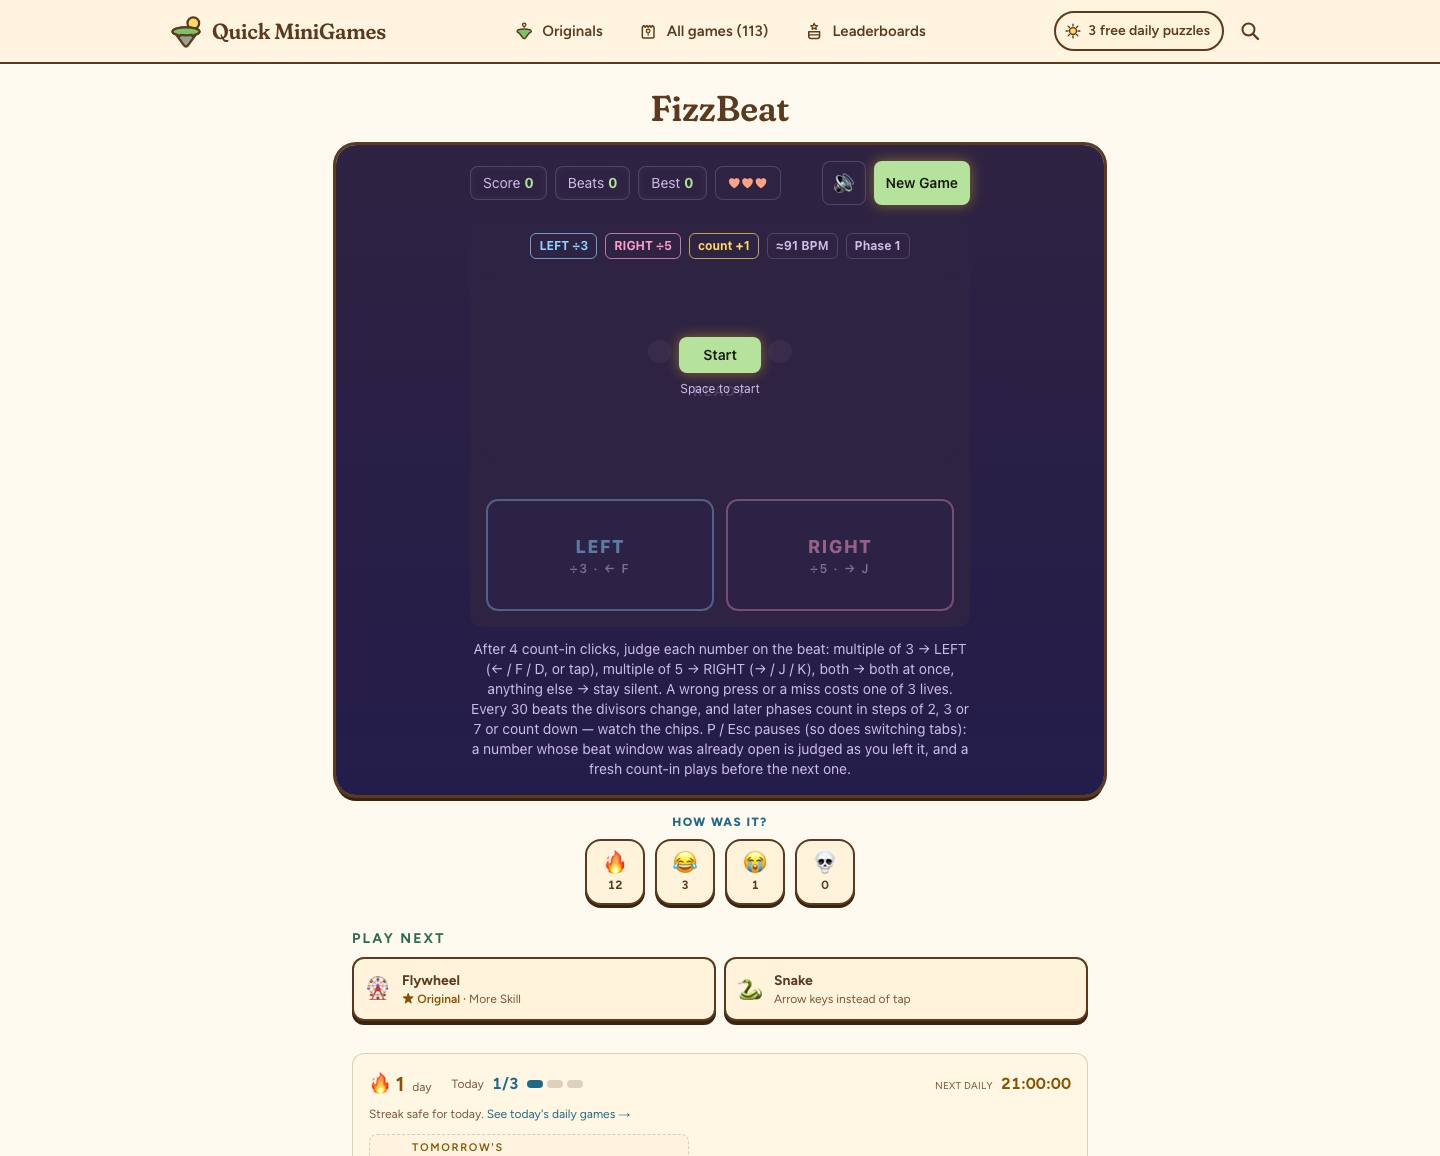 Quick MiniGames
Originals
All games (113)
Leaderboards
3 free daily puzzles
FizzBeat
Score 0
Beats 0
Best 0
New Game
LEFT ÷3
RIGHT ÷5
count +1
≈91 BPM
Phase 1
Start
Space to start
LEFT
÷3 · ← F
RIGHT
÷5 · → J
After 4 count-in clicks, judge each number on the beat: multiple of 3 → LEFT
(← / F / D, or tap), multiple of 5 → RIGHT (→ / J / K), both → both at once,
anything else → stay silent. A wrong press or a miss costs one of 3 lives.
Every 30 beats the divisors change, and later phases count in steps of 2, 3 or
7 or count down — watch the chips. P / Esc pauses (so does switching tabs):
a number whose beat window was already open is judged as you left it, and a
fresh count-in plays before the next one.
HOW WAS IT?
12
3
1
0
PLAY NEXT
Flywheel
Original · More Skill
Snake
Arrow keys instead of tap
1 day
Today 1/3
NEXT DAILY 21:00:00
Streak safe for today. See today's daily games →
TOMORROW'S